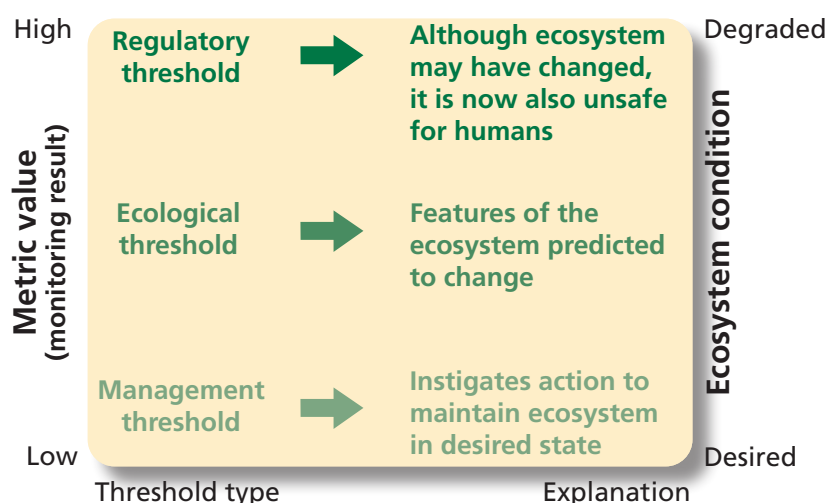 High
Regulatory
threshold
Although ecosystem
may have changed,
it is now also unsafe
for humans
Degraded
Metric value
(monitoring result)
Ecological
threshold
Features of the
ecosystem predicted
to change
Ecosystem condition
Management
threshold
Instigates action to
maintain ecosystem
in desired state
Low
Desired
Threshold type
Explanation